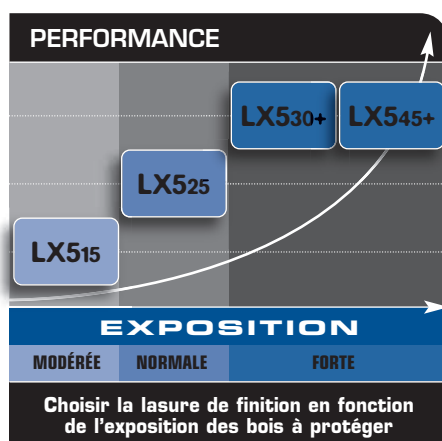 PERFORMANCE
LX530+ LX545+
LX525
LX515
EXPOSITION
MODÉRÉE NORMALE FORTE
Choisir la lasure de finition en fonction
de l'exposition des bois à protéger